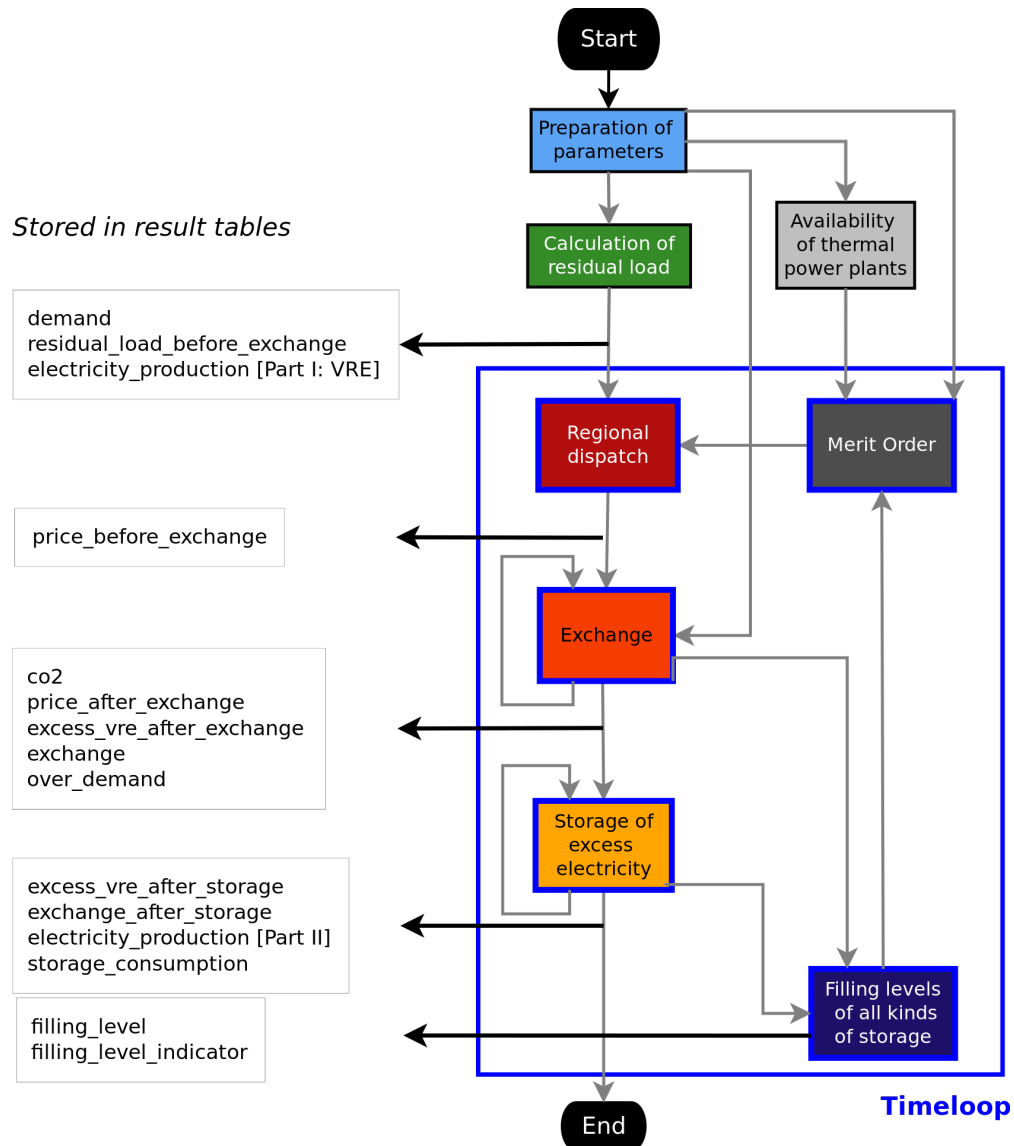 Start
Preparation of
parameters
Stored in result tables
Calculation of
residual load
Availability
of thermal
power plants
demand
residual_load_before_exchange
electricity_production [Part I: VRE]
Regional
dispatch
Merit Order
price_before_exchange
Exchange
co2
price_after_exchange
excess_vre_after_exchange
exchange
over_demand
Storage of
excess
electricity
excess_vre_after_storage
exchange_after_storage
electricity_production [Part II]
storage_consumption
Filling levels
of all kinds
of storage
filling_level
filling_level_indicator
Timeloop
End